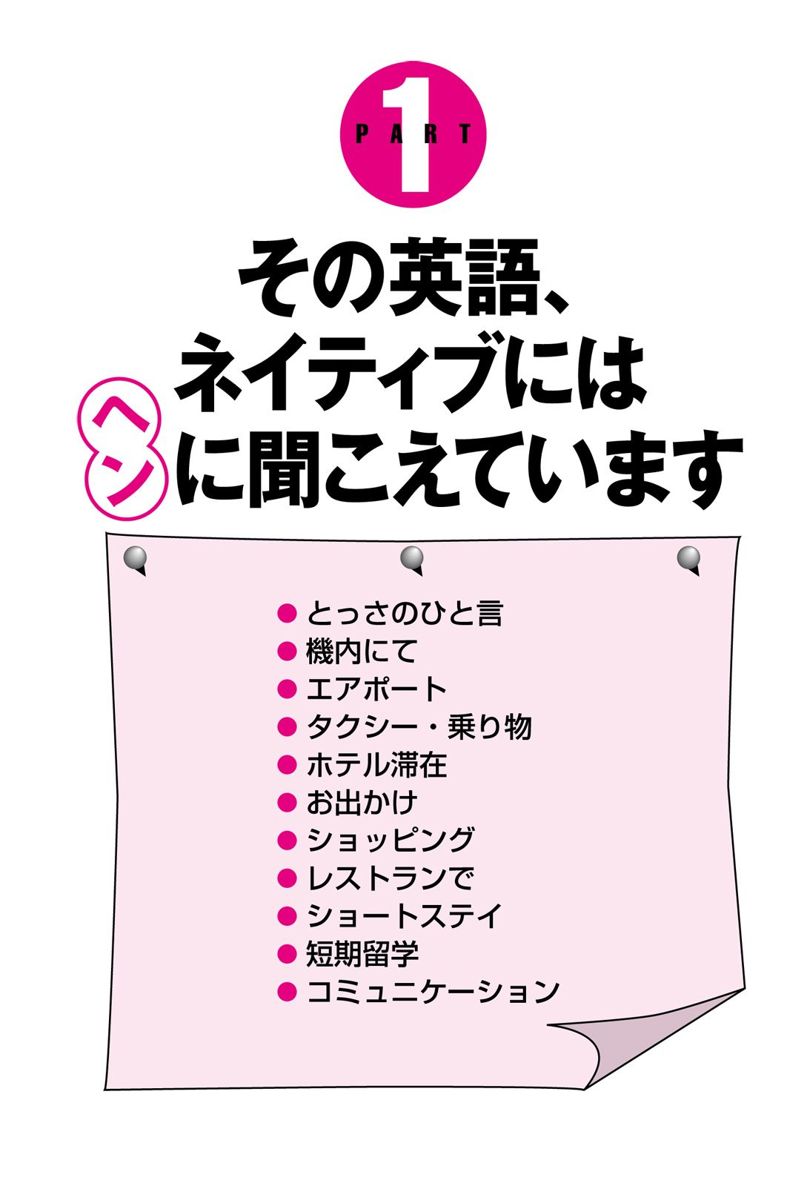 PART
1
その英語、
ネイティブには
ヘンに聞こえています
●とっさのひと言
●機内にて
●エアポート
●タクシー・乗り物
●ホテル滞在
●お出かけ
●ショッピング
●レストランで
●ショートステイ
●短期留学
●コミュニケーション